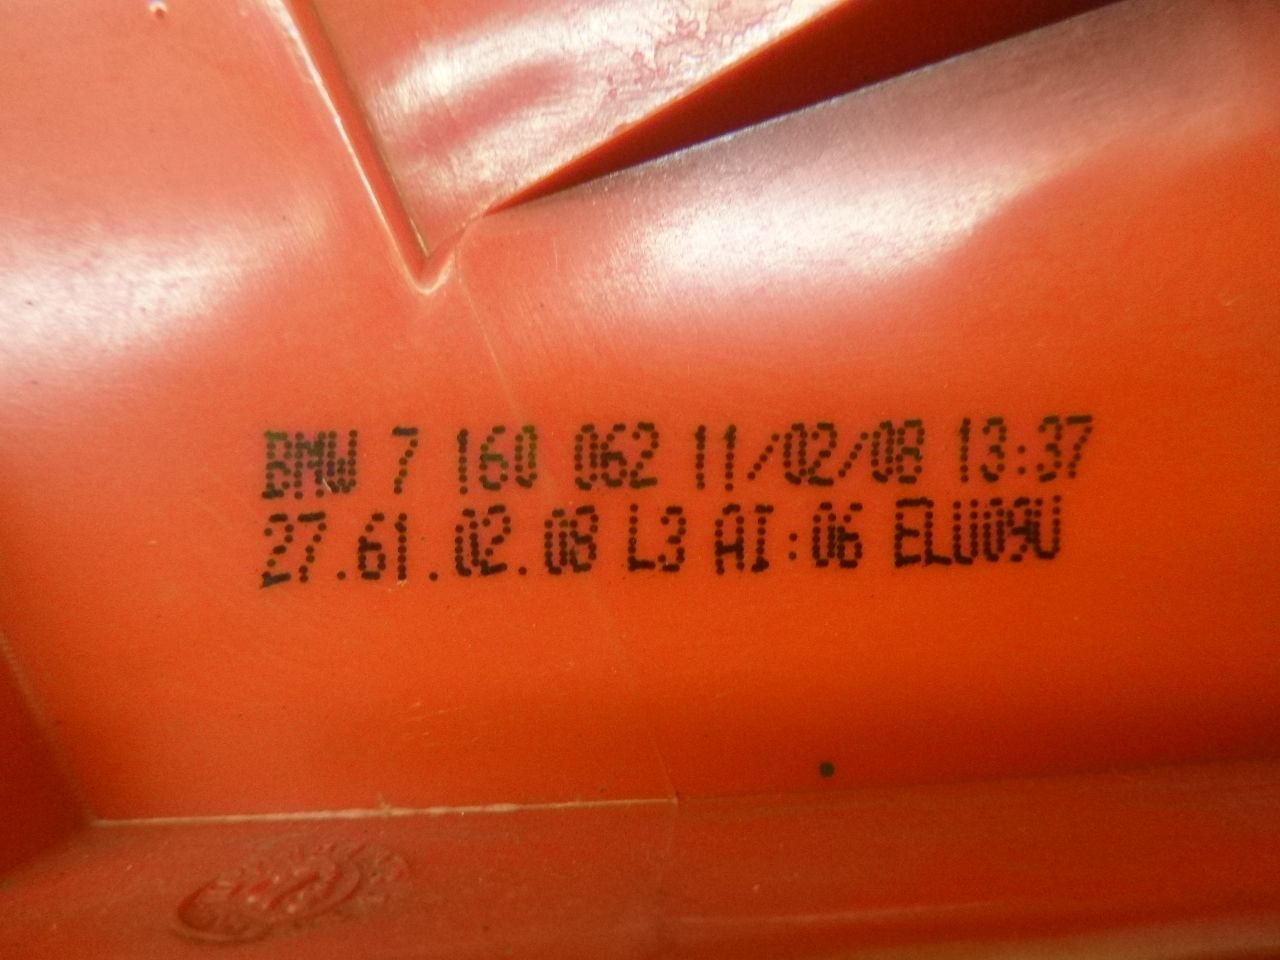 BMW 7 160 062 11/02/08 13:37
27.61.02.08 L3 AI:06 ELU09U